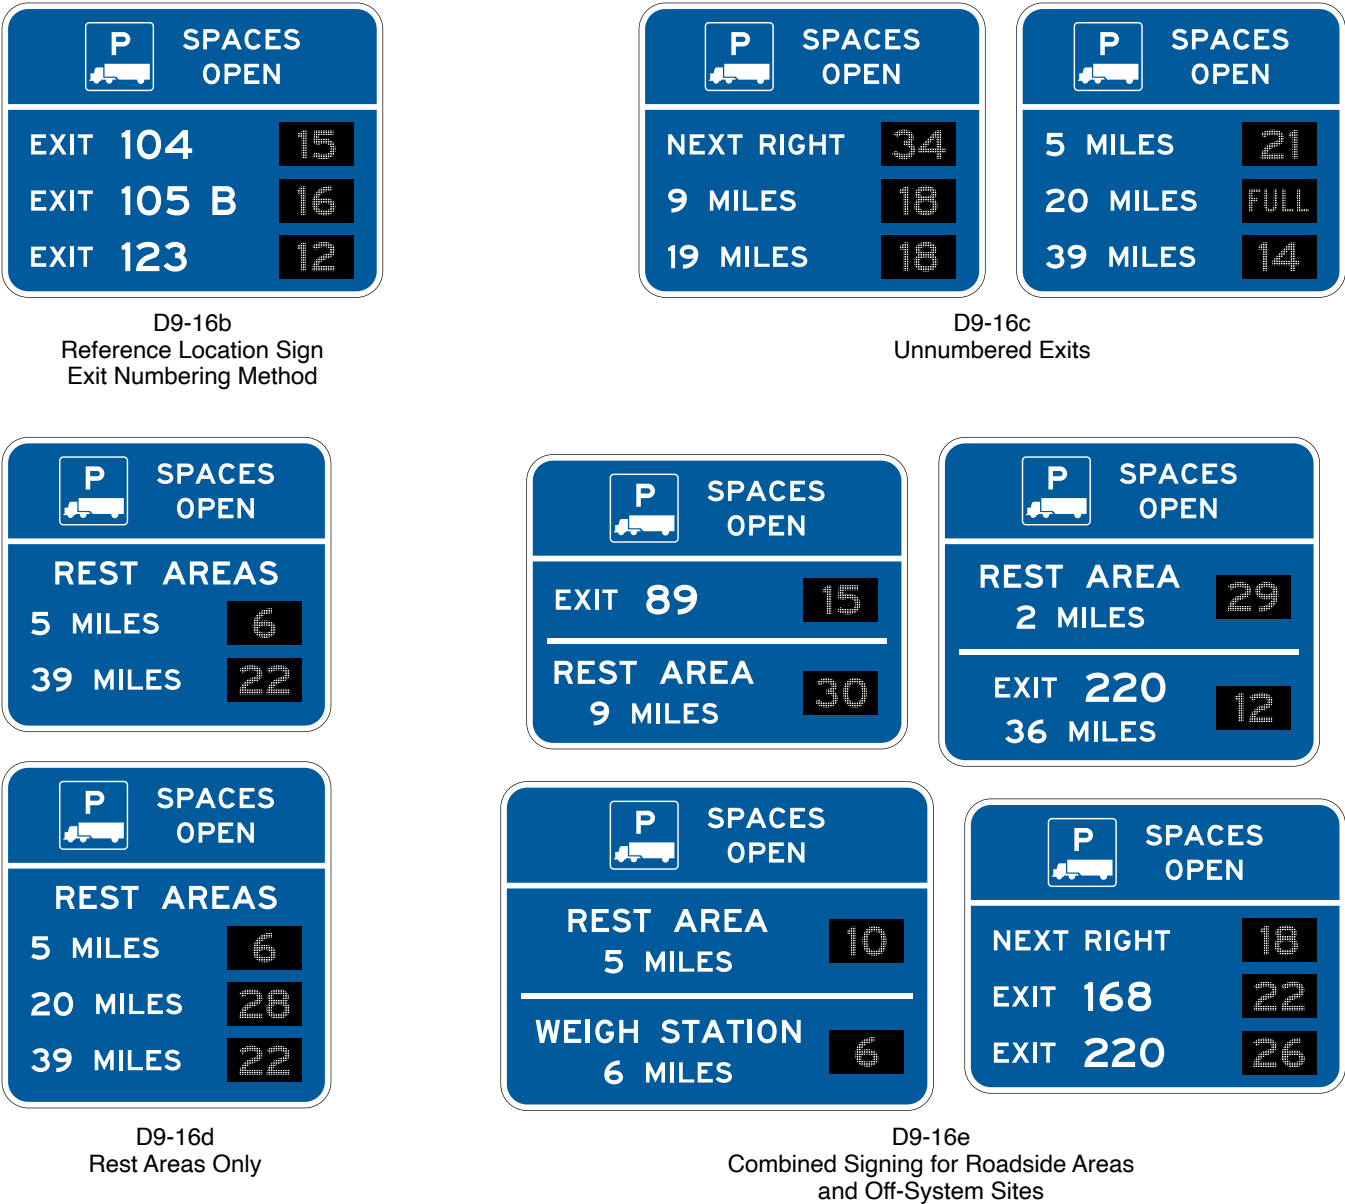 P SPACES
OPEN
EXIT 104 15
EXIT 105 B 16
EXIT 123 12
D9-16b
Reference Location Sign
Exit Numbering Method
P SPACES
OPEN
NEXT RIGHT 34
9 MILES 18
19 MILES 18
P SPACES
OPEN
5 MILES 21
20 MILES FULL
39 MILES 14
D9-16c
Unnumbered Exits
P SPACES
OPEN
REST AREAS
5 MILES 6
39 MILES 22
P SPACES
OPEN
REST AREAS
5 MILES 6
20 MILES 28
39 MILES 22
D9-16d
Rest Areas Only
P SPACES
OPEN
EXIT 89 15
REST AREA
9 MILES 30
P SPACES
OPEN
REST AREA
2 MILES 29
EXIT 220
36 MILES 12
P SPACES
OPEN
REST AREA
5 MILES 10
WEIGH STATION
6 MILES 6
P SPACES
OPEN
NEXT RIGHT 18
EXIT 168 22
EXIT 220 26
D9-16e
Combined Signing for Roadside Areas
and Off-System Sites